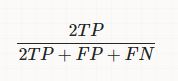 2TP
2TP + FP + FN